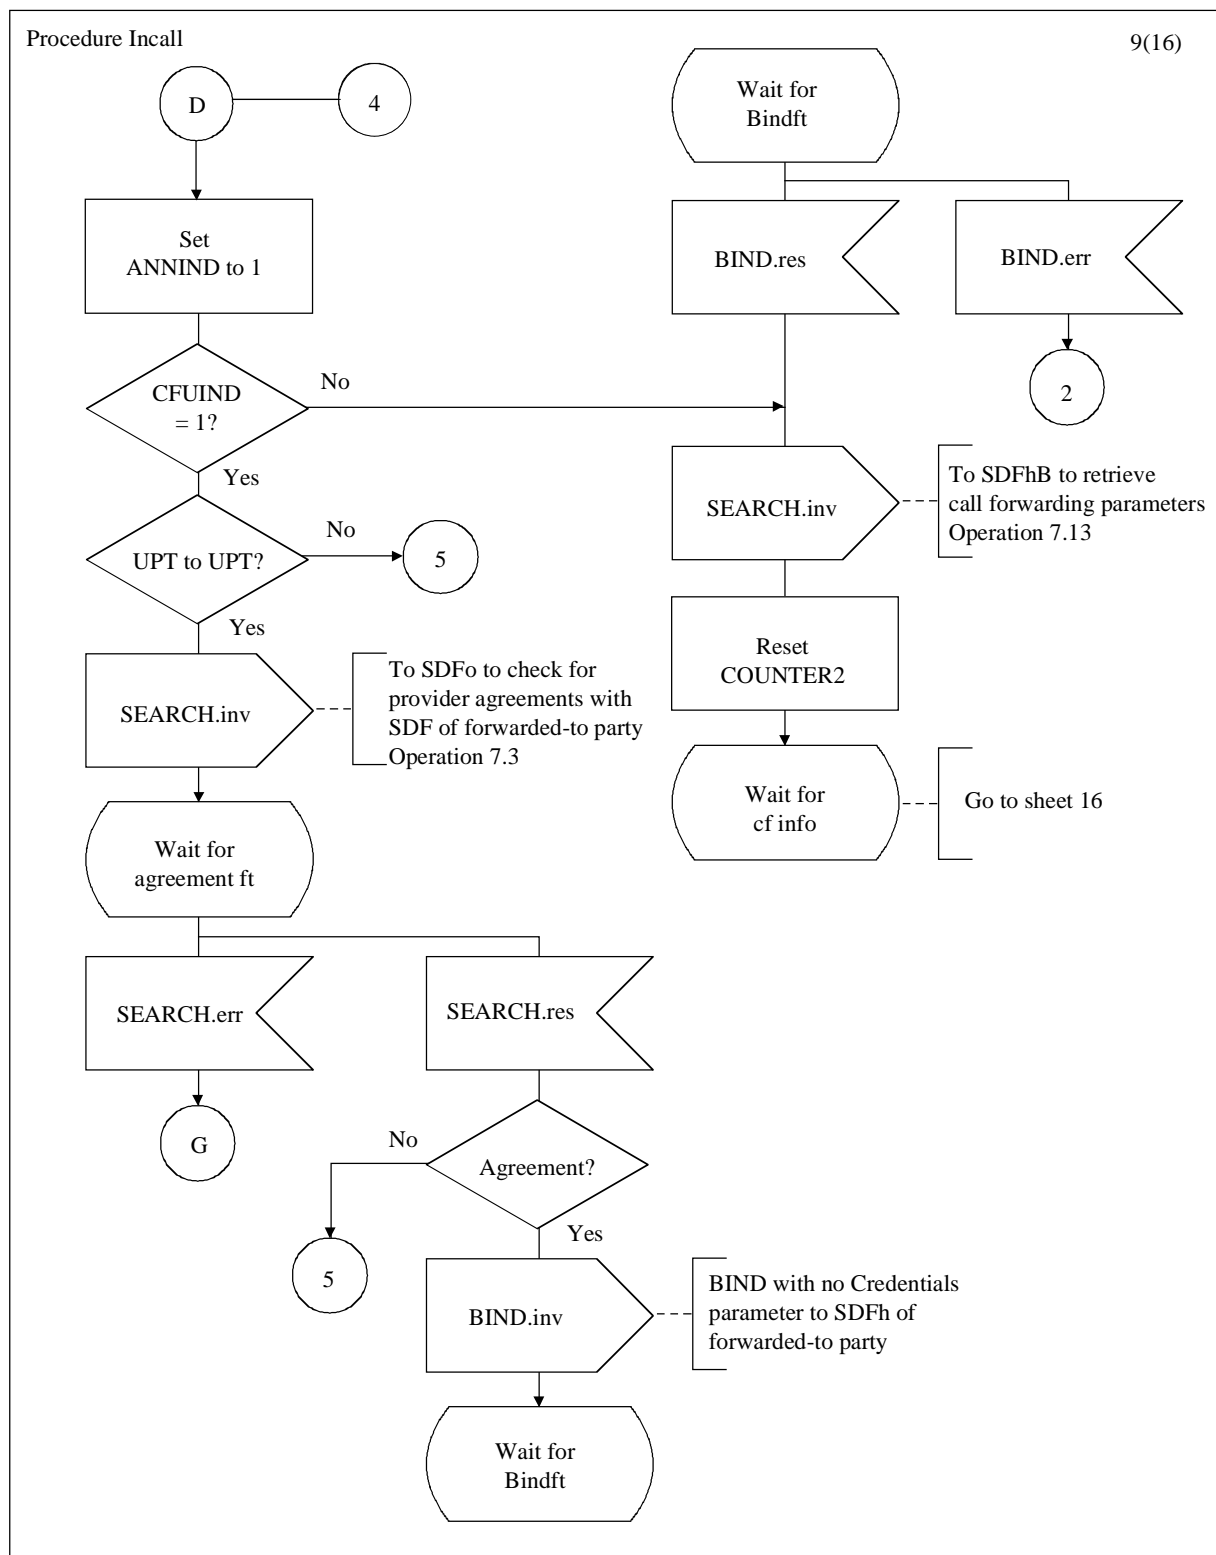 Procedure Incall
9(16)
D
4
Set
ANNIND to 1
CFUIND
= 1?
No
Yes
UPT to UPT?
No
5
Yes
SEARCH.inv
To SDFo to check for
provider agreements with
SDF of forwarded-to party
Operation 7.3
Wait for
agreement ft
SEARCH.err
SEARCH.res
G
Agreement?
No
5
Yes
BIND.inv
BIND with no Credentials
parameter to SDFh of
forwarded-to party
Wait for
Bindft
Wait for
Bindft
BIND.res
BIND.err
2
SEARCH.inv
To SDFhB to retrieve
call forwarding parameters
Operation 7.13
Reset
COUNTER2
Wait for
cf info
Go to sheet 16